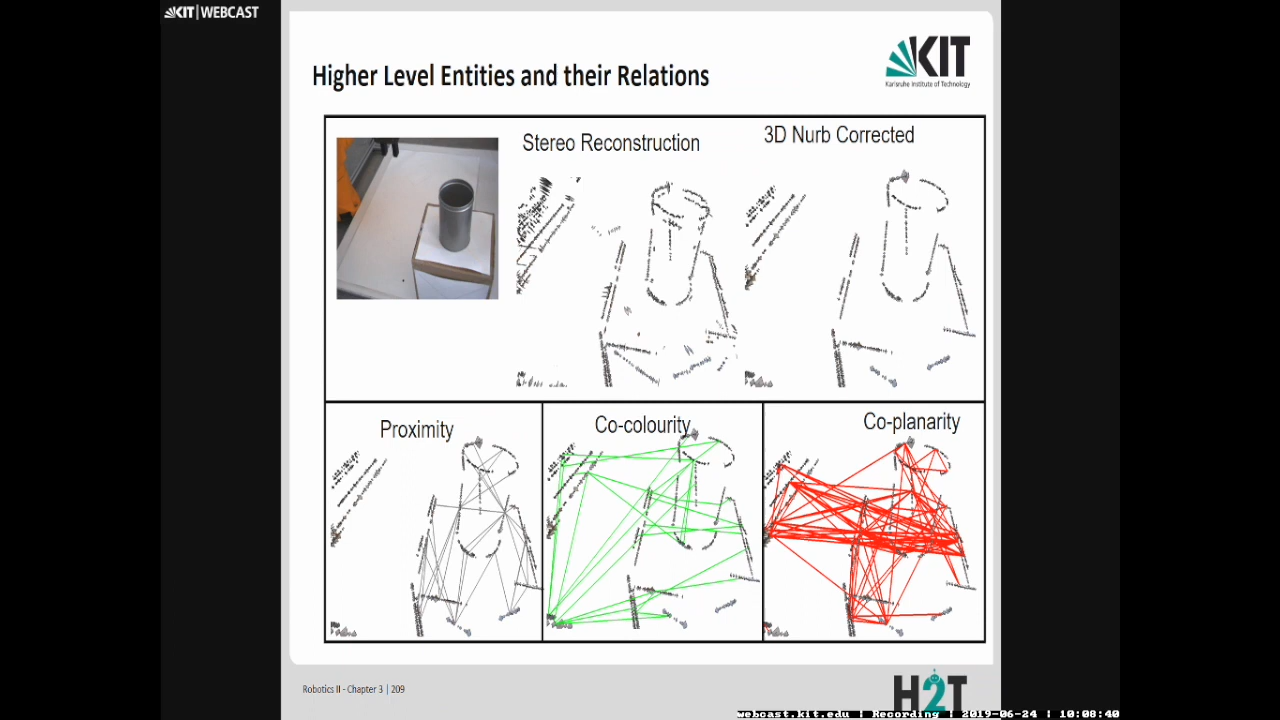 KIT | WEBCAST
Higher Level Entities and their Relations
KIT
Karlsruhe Institute of Technology
Stereo Reconstruction
3D Nurb Corrected
Proximity
Co-colourity
Co-planarity
Robotics II - Chapter 3 | 209
H2T
webcast.kit.edu | Recording | 2019-06-24 | 10:08:40